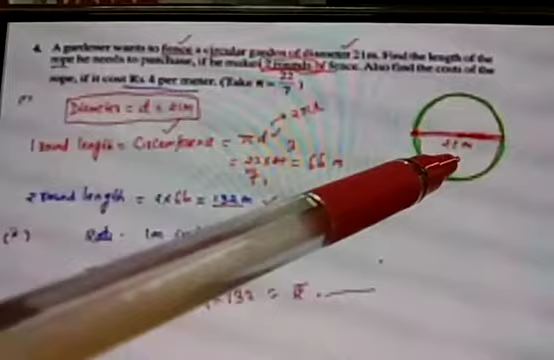 4. A gardener wants to fence a circular garden of diameter 21m. Find the length of the
rope he needs to purchase, if he makes 2 rounds of fence. Also find the costs of the
rope, if it cost Rs 4 per meter. (Take π = 22/7)
Diameter = d = 21m
1 round length = Circumference = πd
= 22 × 21 / 7 = 66 m
2 round length = 2×66 = 132 m
1m
×132 = ₹
21 m